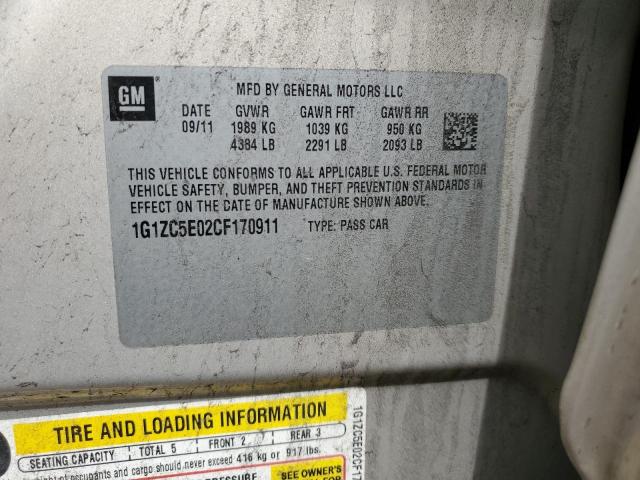 GM
MFD BY GENERAL MOTORS LLC
DATE GVWR GAWR FRT GAWR RR
09/11 1989 KG 1039 KG 950 KG
4384 LB 2291 LB 2093 LB
THIS VEHICLE CONFORMS TO ALL APPLICABLE U.S. FEDERAL MOTOR
VEHICLE SAFETY, BUMPER, AND THEFT PREVENTION STANDARDS IN
EFFECT ON THE DATE OF MANUFACTURE SHOWN ABOVE.
1G1ZC5E02CF170911 TYPE: PASS CAR
TIRE AND LOADING INFORMATION
SEATING CAPACITY TOTAL 5 FRONT 2 REAR 3
of occupants and cargo should never exceed 416 kg or 917 lbs.
PRESSURE SEE OWNER'S
1G1ZC5E02CF17